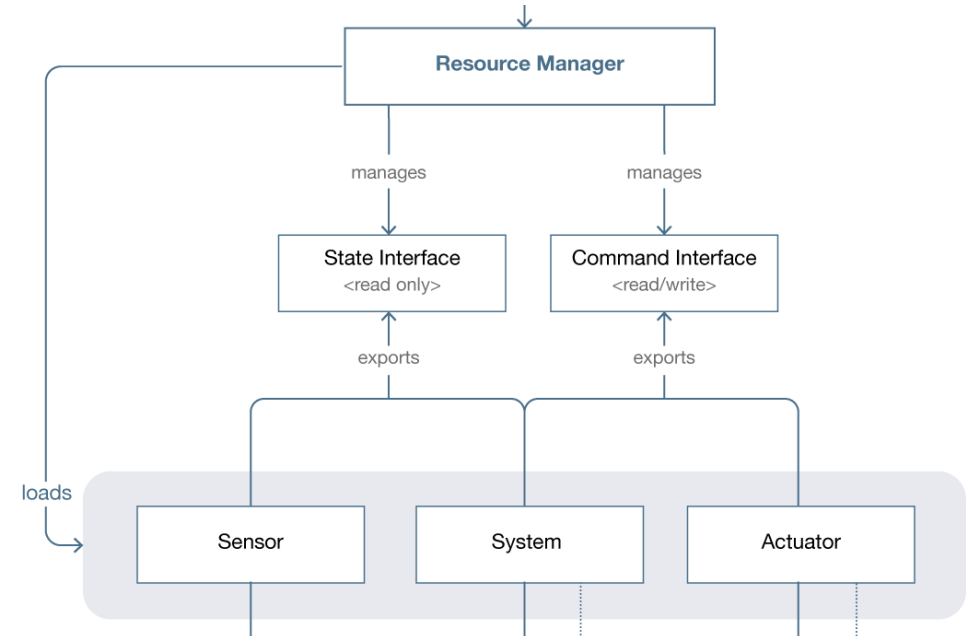 Resource Manager
manages
manages
State Interface
<read only>
Command Interface
<read/write>
exports
exports
loads
Sensor
System
Actuator